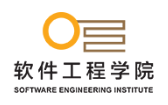 软件工程学院
SOFTWARE ENGINEERING INSTITUTE